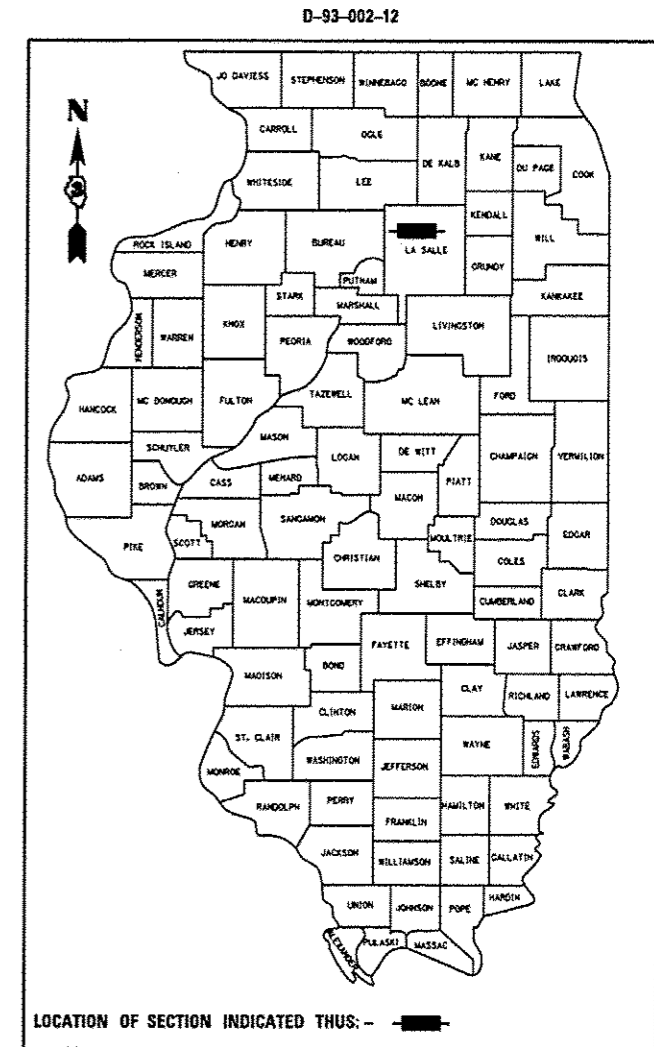 D-93-002-12
JO DAVIESS STEPHENSON WINNEBAGO BOONE MC HENRY LAKE
CARROLL OGLE DE KALB KANE DU PAGE COOK
N
WHITESIDE LEE
3
KENDALL
ROCK ISLAND HENRY BUREAU LA SALLE WILL
MERCER PUTNAM GRUNDY
STARK KANKAKEE
HENDERSON WARREN KNOX MARSHALL LIVINGSTON
PEORIA WOODFORD IROQUOIS
HANCOCK MC DONOUGH FULTON TAZEWELL MC LEAN FORD
SCHUYLER MASON LOGAN DE WITT CHAMPAIGN VERMILION
ADAMS BROWN CASS MENARD MACON PIATT
PIKE SCOTT MORGAN SANGAMON MOULTRIE DOUGLAS EDGAR
CHRISTIAN COLES
CALHOUN GREENE MACOUPIN MONTGOMERY SHELBY CUMBERLAND CLARK
JERSEY FAYETTE EFFINGHAM JASPER CRAWFORD
MADISON BOND CLAY RICHLAND LAWRENCE
CLINTON MARION
ST. CLAIR WASHINGTON JEFFERSON WAYNE EDWARDS WABASH
MONROE
RANDOLPH PERRY FRANKLIN HAMILTON WHITE
JACKSON WILLIAMSON SALINE GALLATIN
UNION JOHNSON POPE HARDIN
ALEXANDER PULASKI MASSAC
LOCATION OF SECTION INDICATED THUS: -